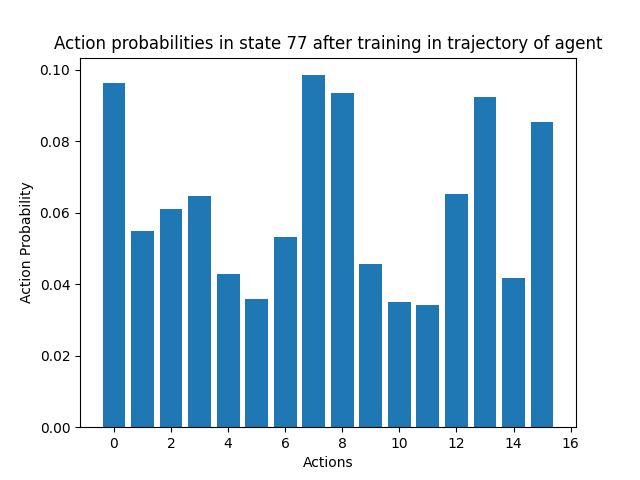 Action probabilities in state 77 after training in trajectory of agent
0.10
0.08
0.06
0.04
0.02
0.00
Action Probability
0 2 4 6 8 10 12 14 16
Actions